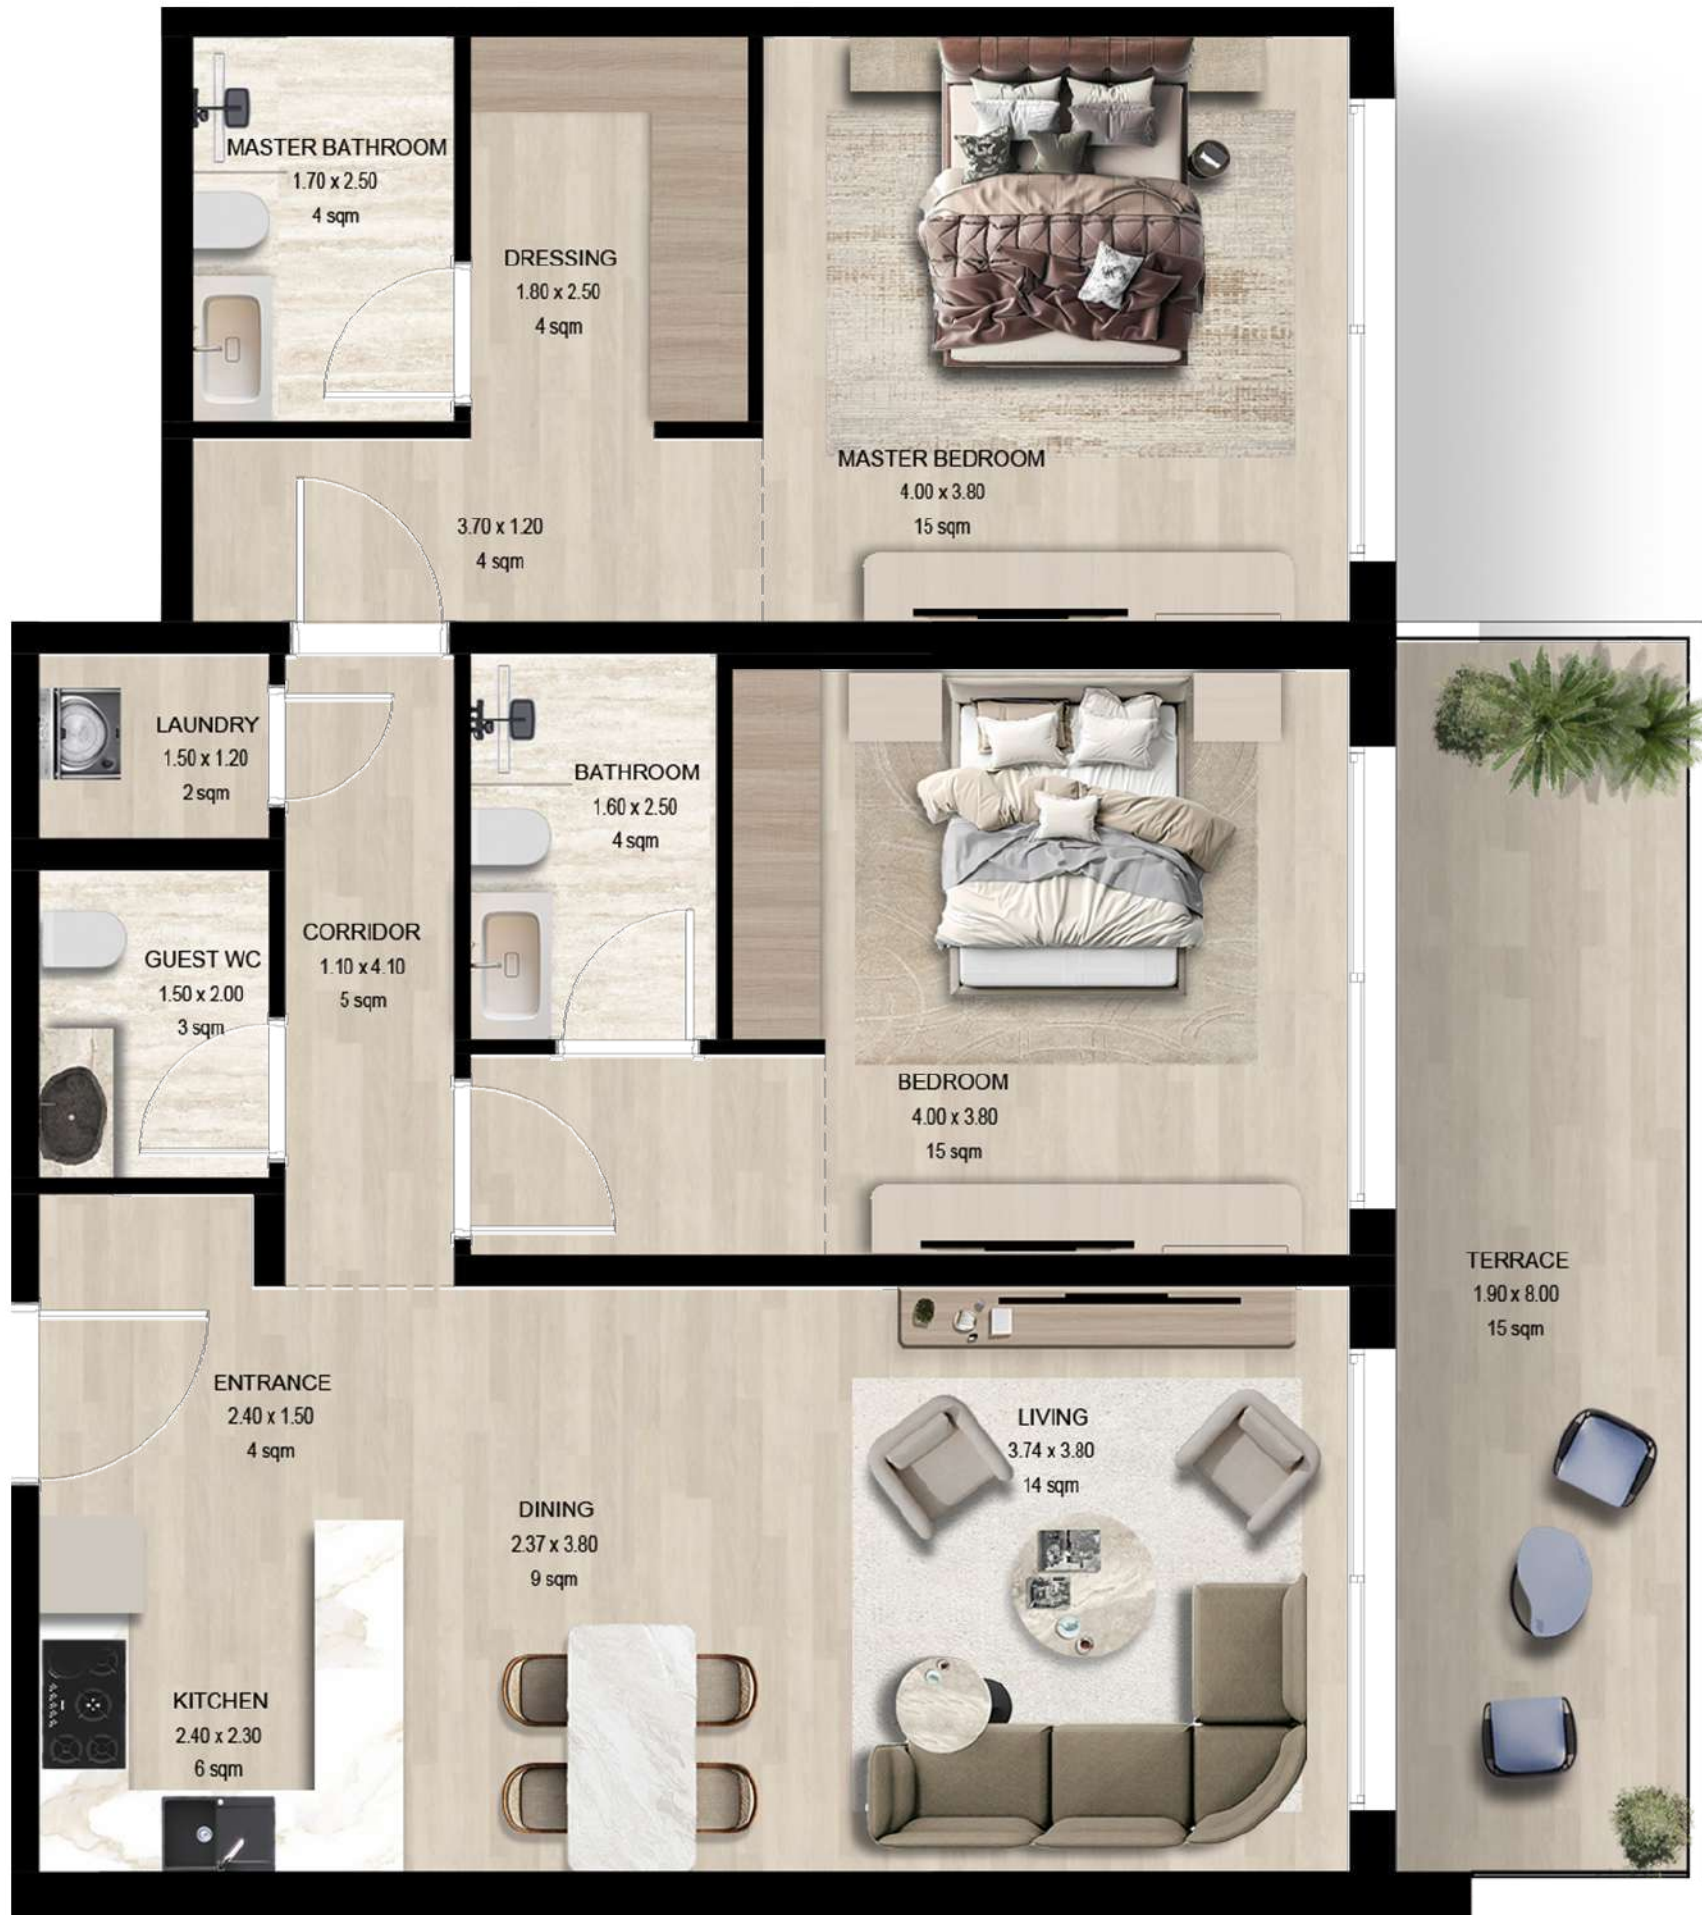 MASTER BATHROOM
1.70 x 2.50
4 sqm
DRESSING
1.80 x 2.50
4 sqm
MASTER BEDROOM
4.00 x 3.80
15 sqm
3.70 x 1.20
4 sqm
LAUNDRY
1.50 x 1.20
2 sqm
BATHROOM
1.60 x 2.50
4 sqm
CORRIDOR
1.10 x 4.10
5 sqm
GUEST WC
1.50 x 2.00
3 sqm
BEDROOM
4.00 x 3.80
15 sqm
TERRACE
1.90 x 8.00
15 sqm
ENTRANCE
2.40 x 1.50
4 sqm
LIVING
3.74 x 3.80
14 sqm
DINING
2.37 x 3.80
9 sqm
KITCHEN
2.40 x 2.30
6 sqm